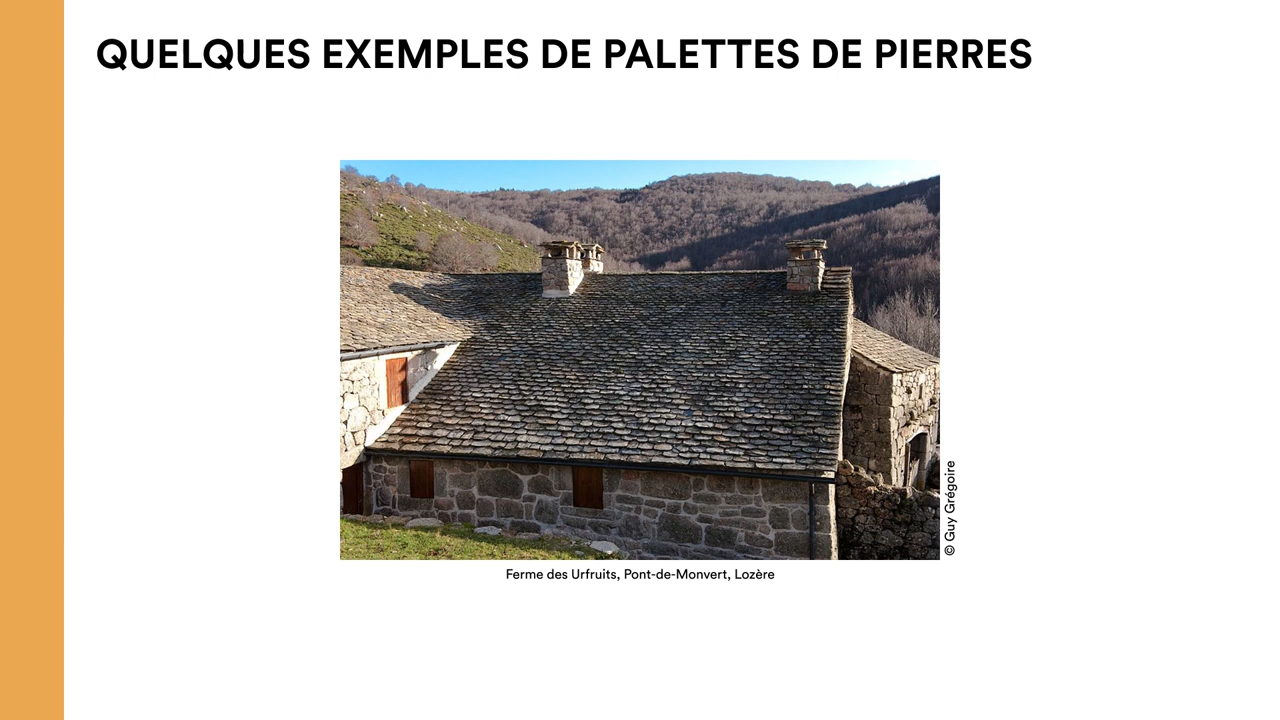 QUELQUES EXEMPLES DE PALETTES DE PIERRES
© Guy Grégoire
Ferme des Urfruits, Pont-de-Monvert, Lozère